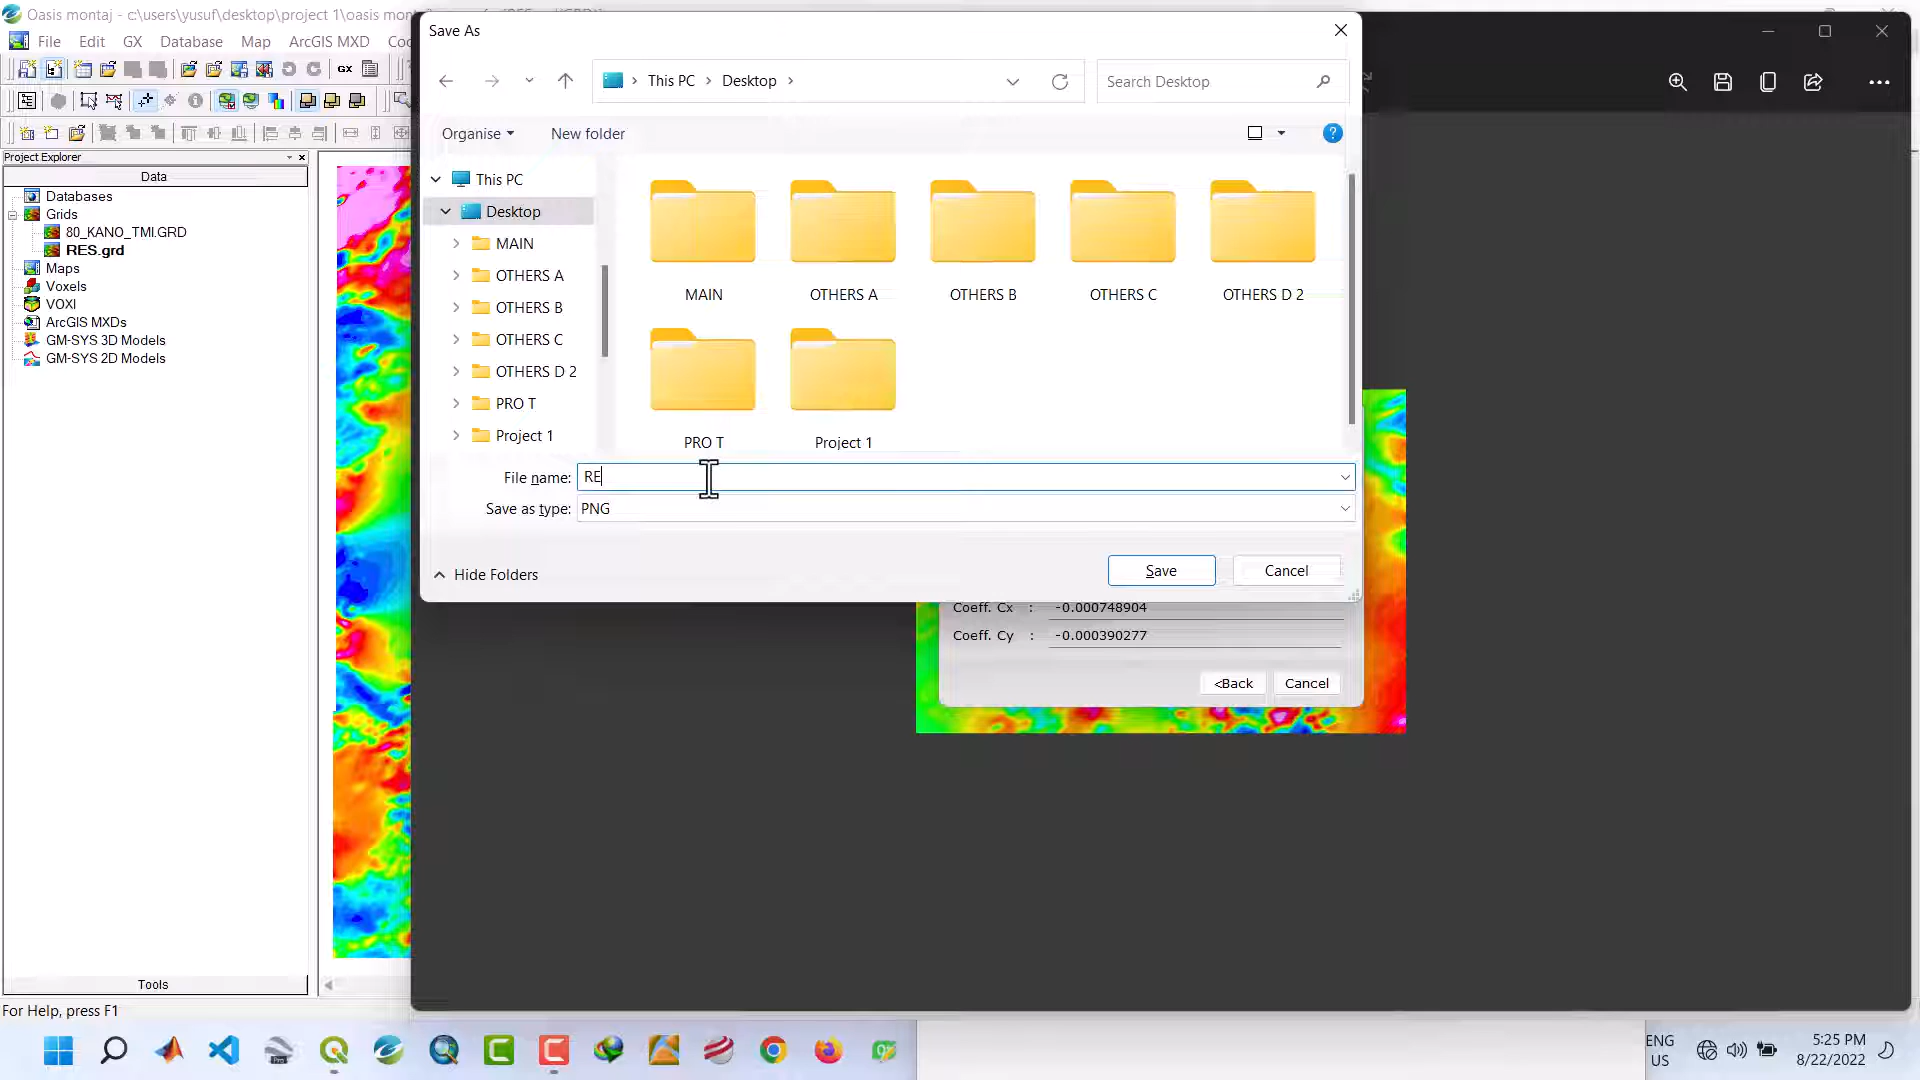 Oasis montaj - c:\users\yusuf\desktop\project 1\oasis mont
File Edit GX Database Map ArcGIS MXD
GX
Project Explorer
Data
Databases
Grids
80_KANO_TMI.GRD
RES.grd
Maps
Voxels
VOXI
ArcGIS MXDs
GM-SYS 3D Models
GM-SYS 2D Models
Tools
For Help, press F1
Save As
This PC > Desktop >
Search Desktop
Organise
New folder
This PC
Desktop
MAIN
OTHERS A
OTHERS B
OTHERS C
OTHERS D 2
PRO T
Project 1
MAIN
OTHERS A
OTHERS B
OTHERS C
OTHERS D 2
PRO T
Project 1
File name: RE
Save as type: PNG
Hide Folders
Save
Cancel
Coeff. Cx : -0.000748904
Coeff. Cy : -0.000390277
<Back
Cancel
ENG
US
5:25 PM
8/22/2022